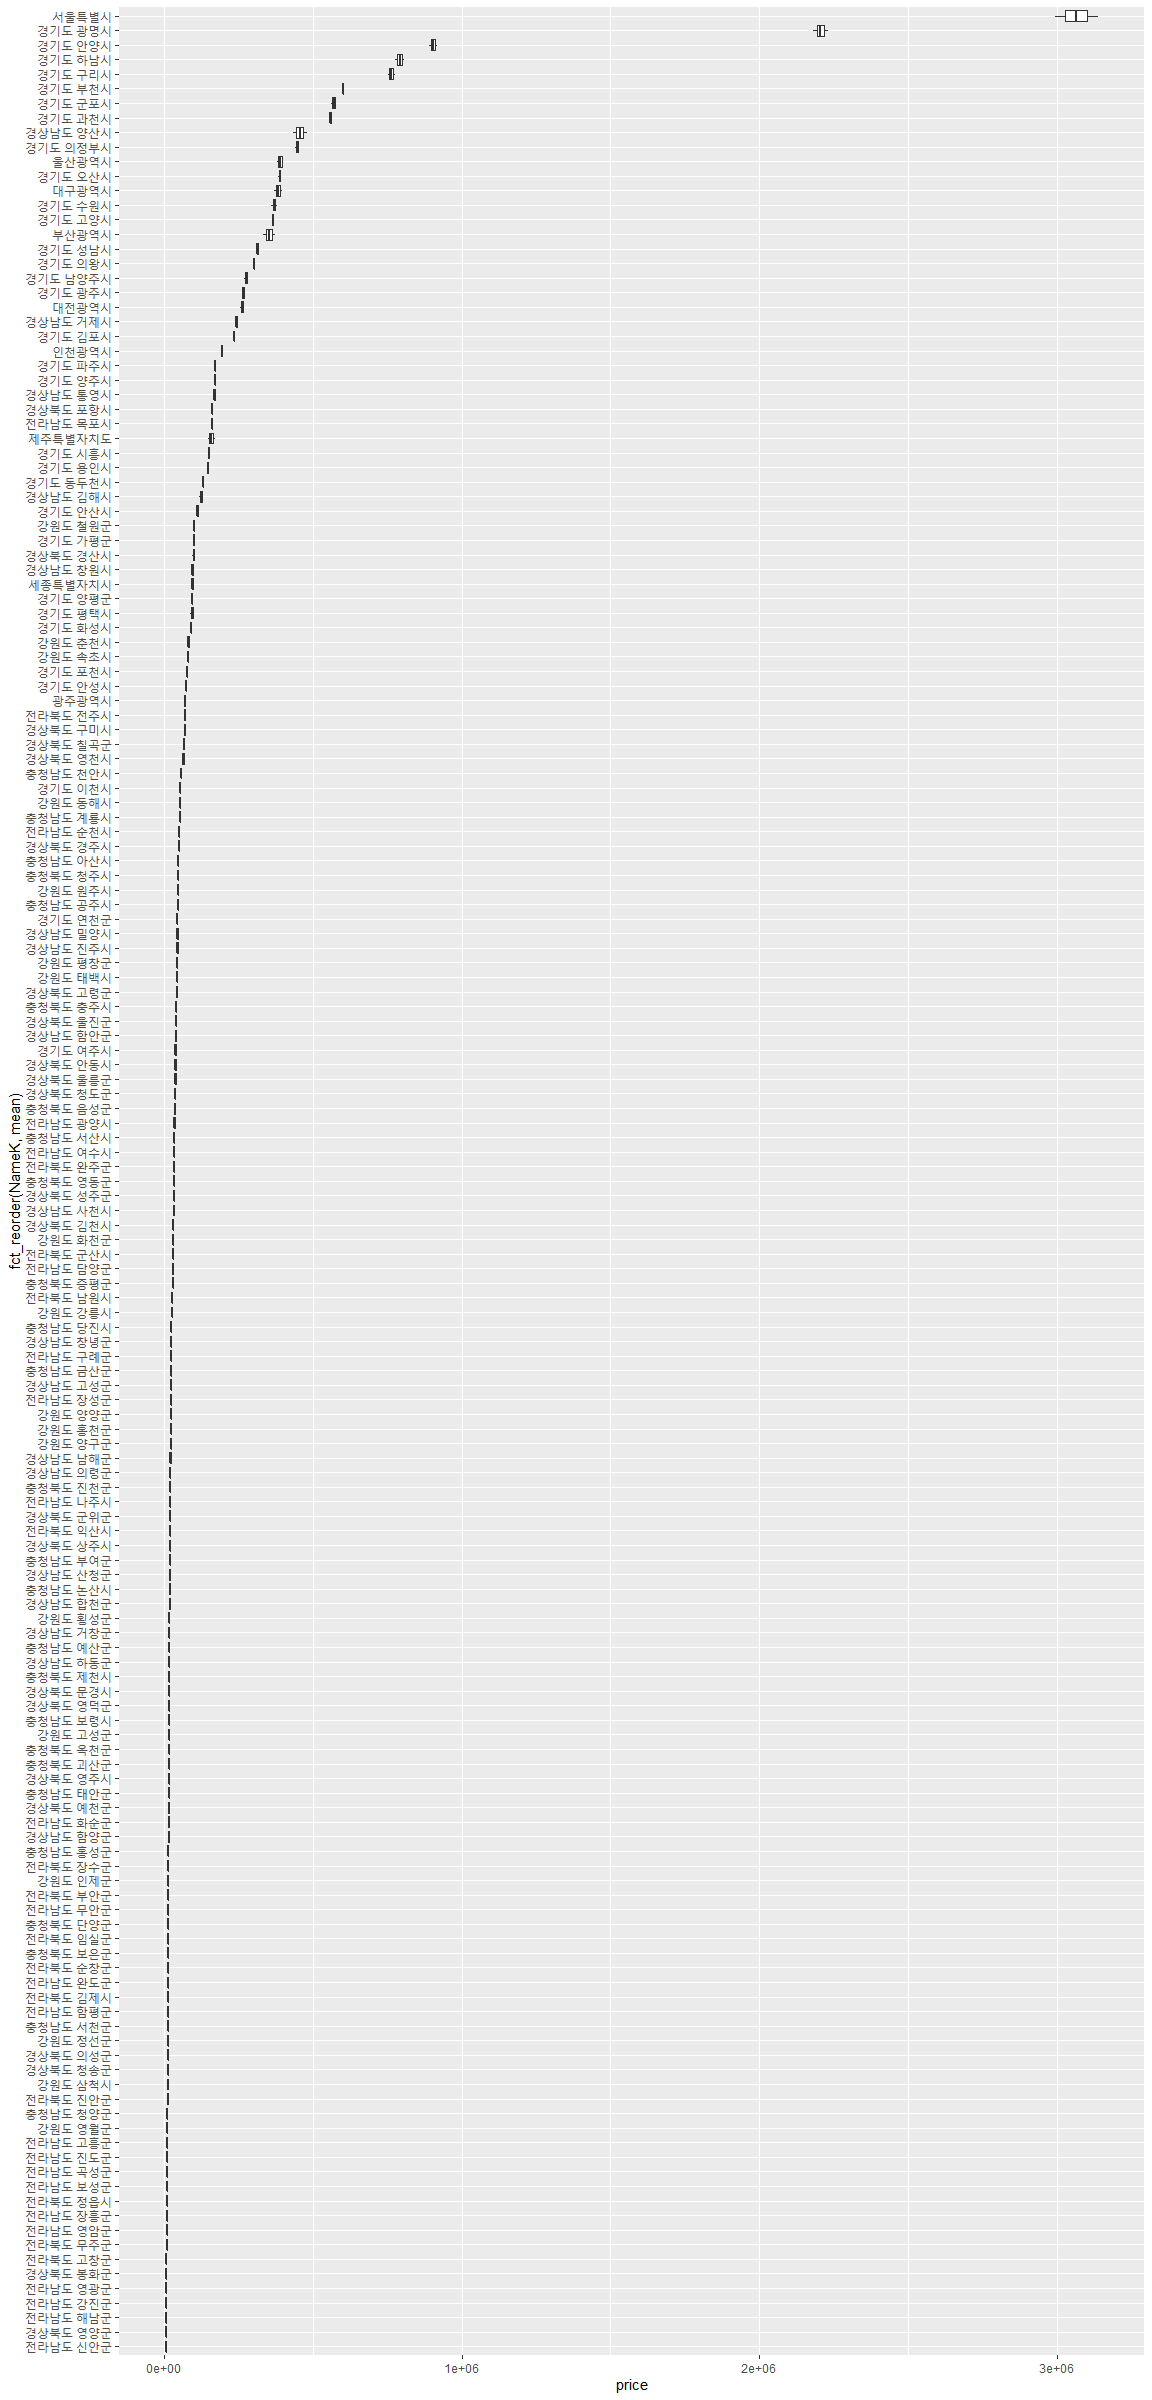 서울특별시
경기도 광명시
경기도 안양시
경기도 하남시
경기도 구리시
경기도 부천시
경기도 군포시
경기도 과천시
경상남도 양산시
경기도 의정부시
울산광역시
경기도 오산시
대구광역시
경기도 수원시
경기도 고양시
부산광역시
경기도 성남시
경기도 의왕시
경기도 남양주시
경기도 광주시
대전광역시
경상남도 거제시
경기도 김포시
인천광역시
경기도 파주시
경기도 양주시
경상남도 통영시
경상북도 포항시
전라남도 목포시
제주특별자치도
경기도 시흥시
경기도 용인시
경기도 동두천시
경상남도 김해시
경기도 안산시
강원도 철원군
경기도 가평군
경상북도 경산시
경상남도 창원시
세종특별자치시
경기도 양평군
경기도 평택시
경기도 화성시
강원도 춘천시
강원도 속초시
경기도 포천시
경기도 안성시
광주광역시
전라북도 전주시
경상북도 구미시
경상북도 칠곡군
경상북도 영천시
충청남도 천안시
경기도 이천시
강원도 동해시
충청남도 계룡시
전라남도 순천시
경상북도 경주시
충청남도 아산시
충청북도 청주시
강원도 원주시
충청남도 공주시
경기도 연천군
경상남도 밀양시
경상남도 진주시
강원도 평창군
강원도 태백시
경상북도 고령군
충청북도 충주시
경상북도 울진군
경상남도 함안군
경기도 여주시
경상북도 안동시
경상북도 울릉군
경상북도 청도군
충청북도 음성군
전라남도 광양시
충청남도 서산시
전라남도 여수시
전라북도 완주군
충청북도 영동군
경상북도 성주군
경상남도 사천시
경상북도 김천시
강원도 화천군
전라북도 군산시
전라남도 담양군
충청북도 증평군
전라북도 남원시
강원도 강릉시
충청남도 당진시
경상남도 창녕군
전라남도 구례군
충청남도 금산군
경상남도 고성군
전라남도 장성군
강원도 양양군
강원도 홍천군
강원도 양구군
경상남도 남해군
경상남도 의령군
충청북도 진천군
전라남도 나주시
경상북도 군위군
전라북도 익산시
경상북도 상주시
충청남도 부여군
경상남도 산청군
충청남도 논산시
경상남도 합천군
강원도 횡성군
경상남도 거창군
충청남도 예산군
경상남도 하동군
충청북도 제천시
경상북도 문경시
경상북도 영덕군
충청남도 보령시
강원도 고성군
충청북도 옥천군
충청북도 괴산군
경상북도 영주시
충청남도 태안군
경상북도 예천군
전라남도 화순군
경상남도 함양군
충청남도 홍성군
전라북도 장수군
강원도 인제군
전라북도 부안군
전라남도 무안군
충청북도 단양군
전라북도 임실군
충청북도 보은군
전라북도 순창군
전라남도 완도군
전라북도 김제시
전라남도 함평군
충청남도 서천군
강원도 정선군
경상북도 의성군
경상북도 청송군
강원도 삼척시
전라북도 진안군
충청남도 청양군
강원도 영월군
전라남도 고흥군
전라남도 진도군
전라남도 곡성군
전라남도 보성군
전라북도 정읍시
전라남도 장흥군
전라남도 영암군
전라북도 무주군
전라북도 고창군
경상북도 봉화군
전라남도 영광군
전라남도 강진군
전라남도 해남군
경상북도 영양군
전라남도 신안군
fct_reorder(NameK, mean)
0e+00 1e+06 2e+06 3e+06
price